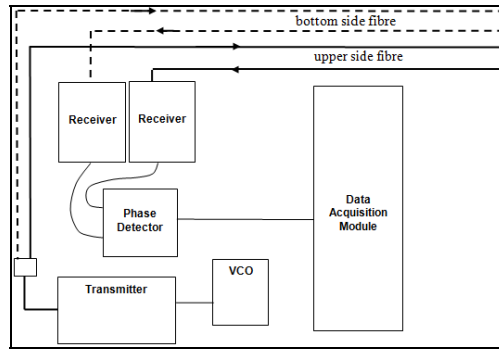 bottom side fibre
upper side fibre
Receiver
Receiver
Phase
Detector
Data
Acquisition
Module
VCO
Transmitter